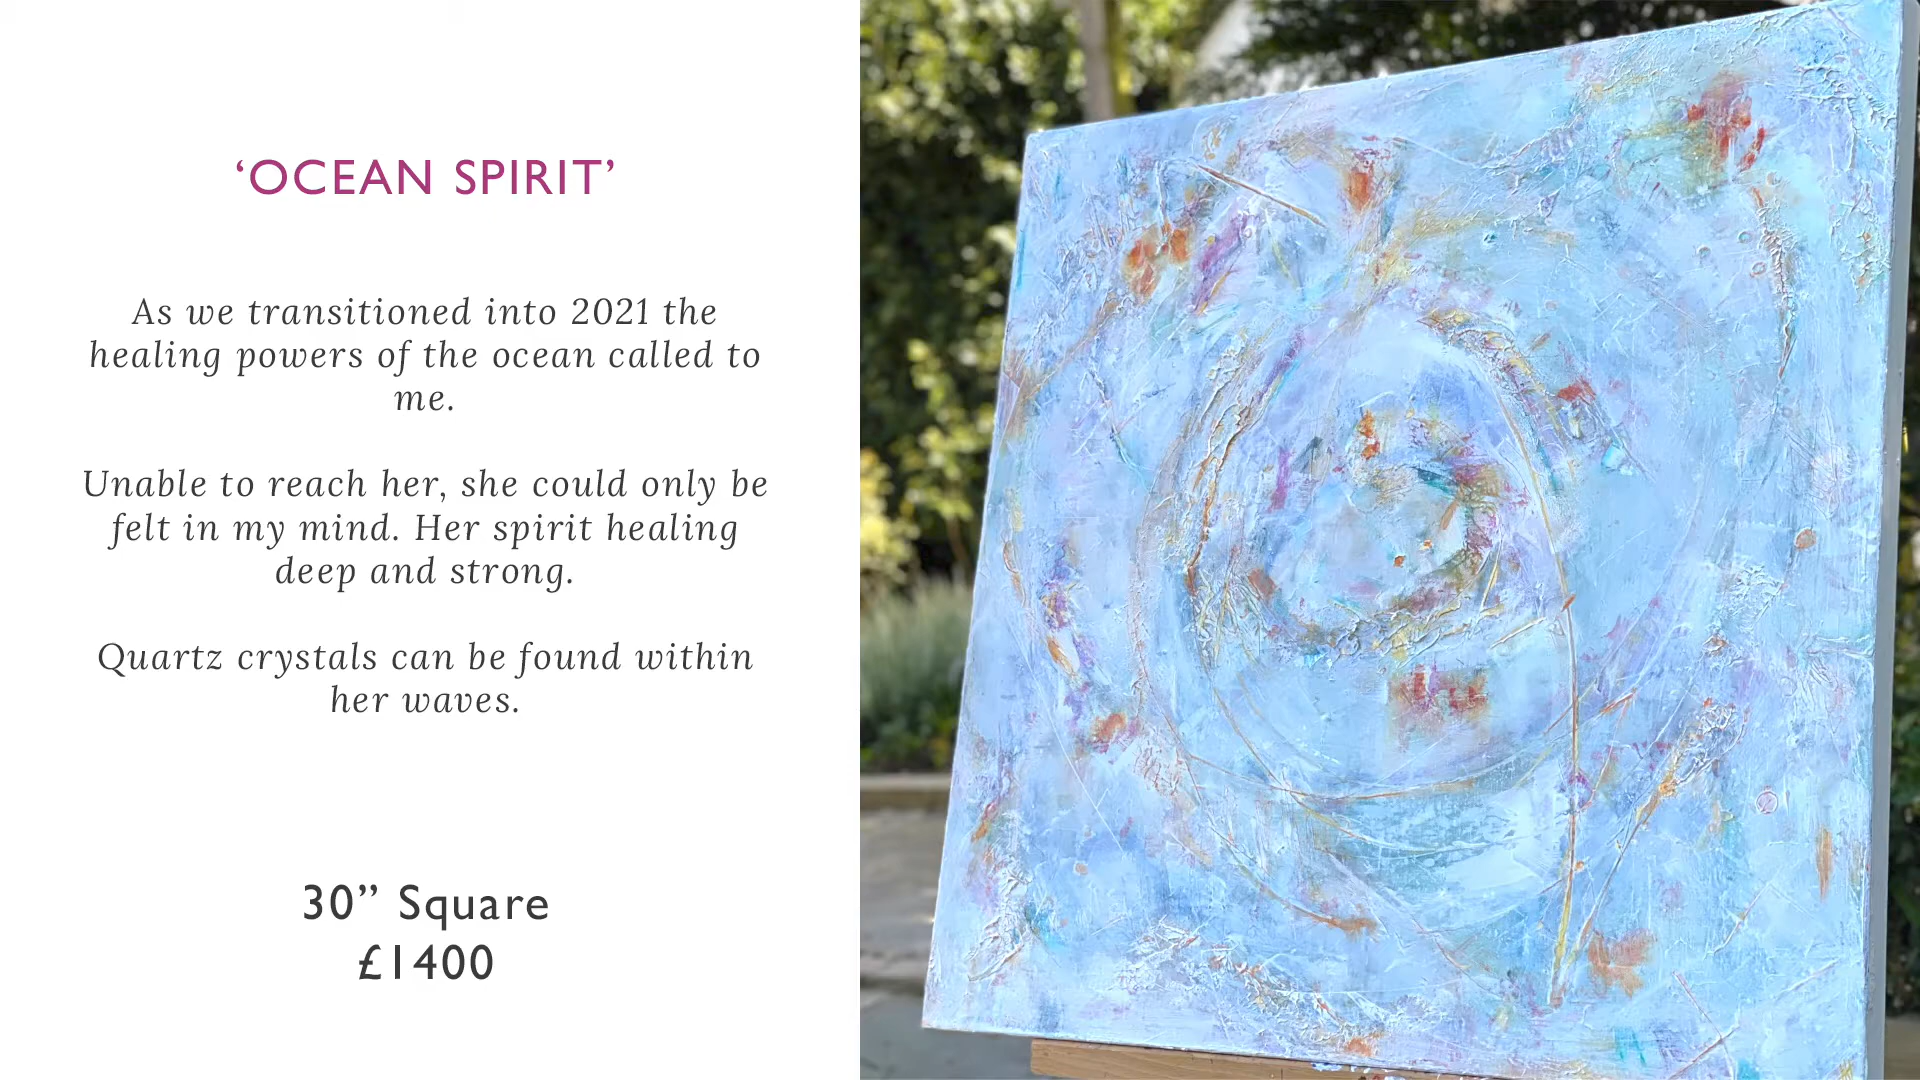 ‘OCEAN SPIRIT’
As we transitioned into 2021 the
healing powers of the ocean called to
me.
Unable to reach her, she could only be
felt in my mind. Her spirit healing
deep and strong.
Quartz crystals can be found within
her waves.
30” Square
£1400